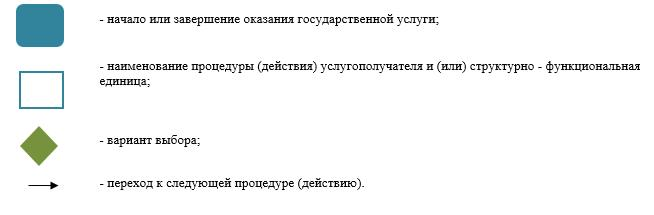 - начало или завершение оказания государственной услуги;
- наименование процедуры (действия) услугополучателя и (или) структурно - функциональная
единица;
- вариант выбора;
- переход к следующей процедуре (действию).